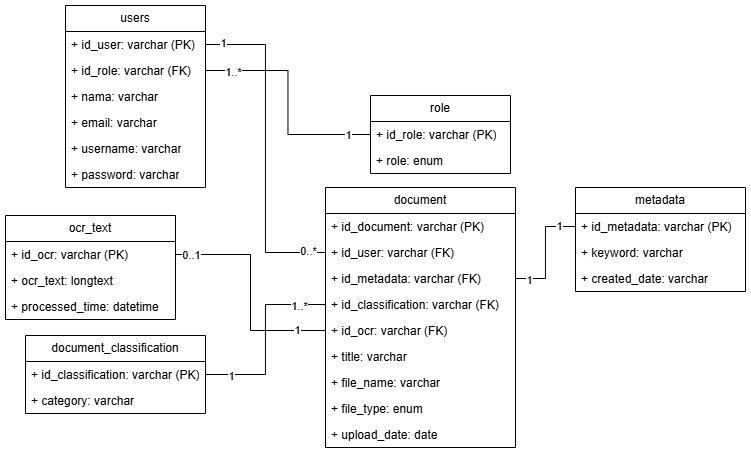 users
+ id_user: varchar (PK)
+ id_role: varchar (FK)
+ nama: varchar
+ email: varchar
+ username: varchar
+ password: varchar
1
1..*
role
+ id_role: varchar (PK)
+ role: enum
1
document
+ id_document: varchar (PK)
+ id_user: varchar (FK)
+ id_metadata: varchar (FK)
+ id_classification: varchar (FK)
+ id_ocr: varchar (FK)
+ title: varchar
+ file_name: varchar
+ file_type: enum
+ upload_date: date
0..*
1..*
1
1
metadata
+ id_metadata: varchar (PK)
+ keyword: varchar
+ created_date: varchar
1
ocr_text
+ id_ocr: varchar (PK)
+ ocr_text: longtext
+ processed_time: datetime
0..1
document_classification
+ id_classification: varchar (PK)
+ category: varchar
1